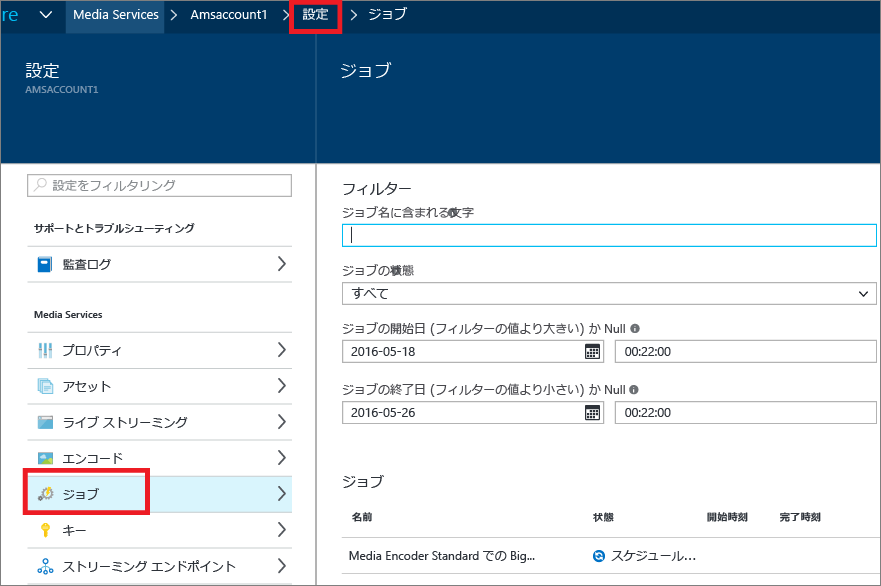 re Media Services Amsaccount1 設定 ジョブ
設定
AMSACCOUNT1
ジョブ
設定をフィルタリング
サポートとトラブルシューティング
監査ログ
Media Services
プロパティ
アセット
ライブ ストリーミング
エンコード
ジョブ
キー
ストリーミング エンドポイント
フィルター
ジョブ名に含まれる文字
ジョブの状態
すべて
ジョブの開始日 (フィルターの値より大きい) か Null
2016-05-18 00:22:00
ジョブの終了日 (フィルターの値より小さい) か Null
2016-05-26 00:22:00
ジョブ
名前 状態 開始時刻 完了時刻
Media Encoder Standard での Big... スケジュール...